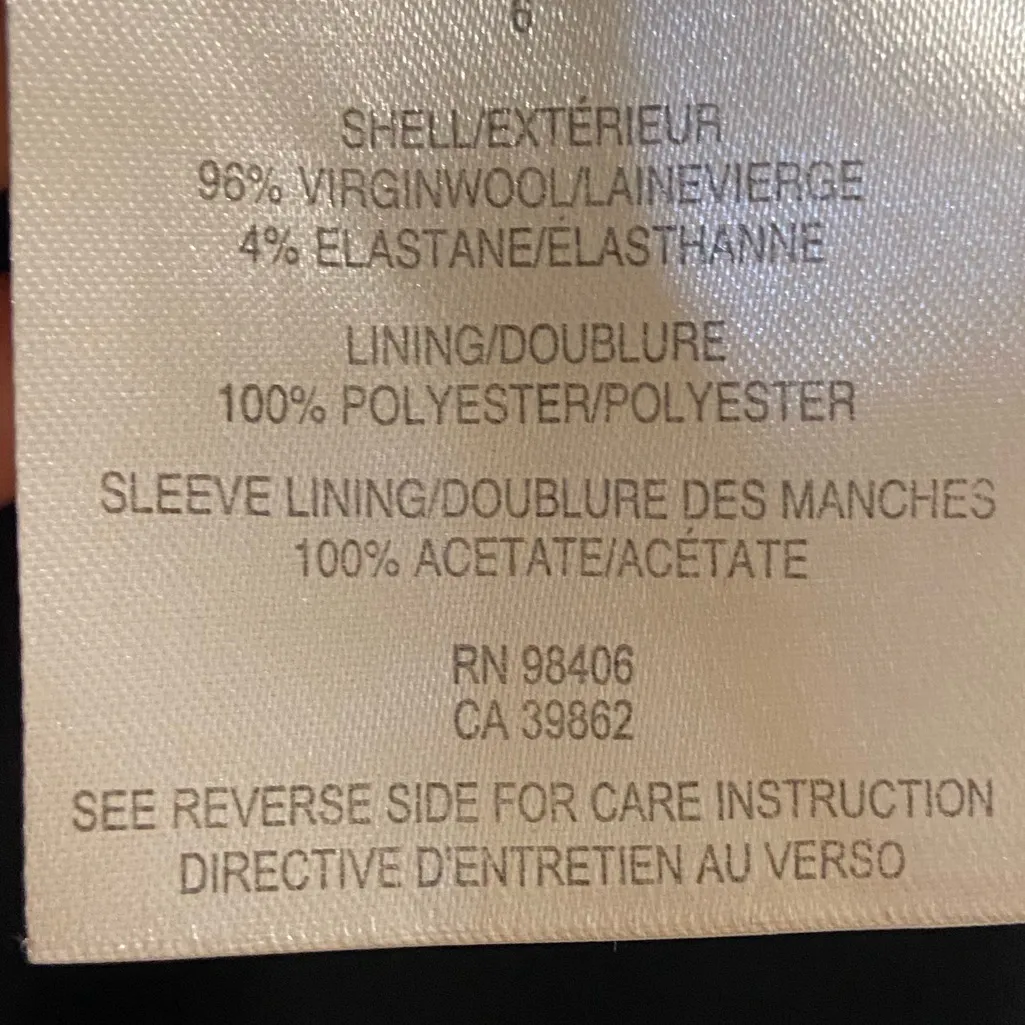 6
SHELL/EXTÉRIEUR
96% VIRGINWOOL/LAINEVIERGE
4% ELASTANE/ÉLASTHANNE
LINING/DOUBLURE
100% POLYESTER/POLYESTER
SLEEVE LINING/DOUBLURE DES MANCHES
100% ACETATE/ACÉTATE
RN 98406
CA 39862
SEE REVERSE SIDE FOR CARE INSTRUCTION
DIRECTIVE D'ENTRETIEN AU VERSO